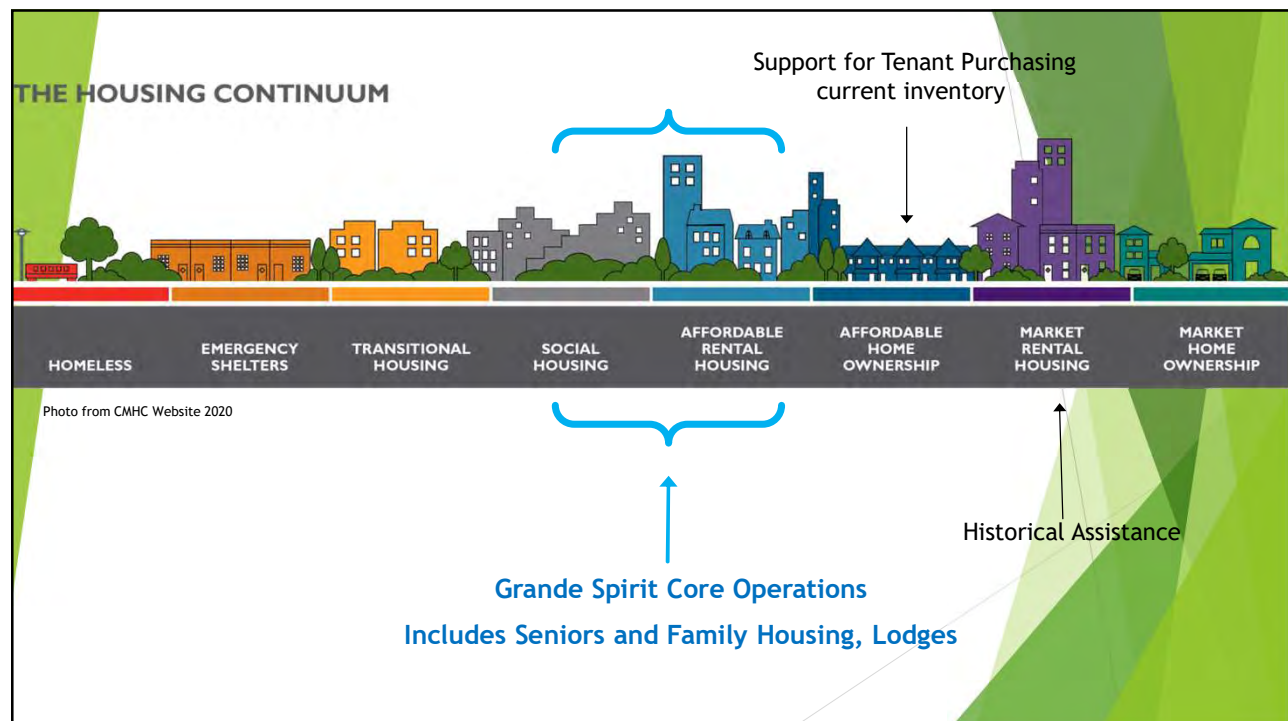 Support for Tenant Purchasing
current inventory
THE HOUSING CONTINUUM
HOMELESS
EMERGENCY
SHELTERS
TRANSITIONAL
HOUSING
SOCIAL
HOUSING
AFFORDABLE
RENTAL
HOUSING
AFFORDABLE
HOME
OWNERSHIP
MARKET
RENTAL
HOUSING
MARKET
HOME
OWNERSHIP
Photo from CMHC Website 2020
Historical Assistance
Grande Spirit Core Operations
Includes Seniors and Family Housing, Lodges